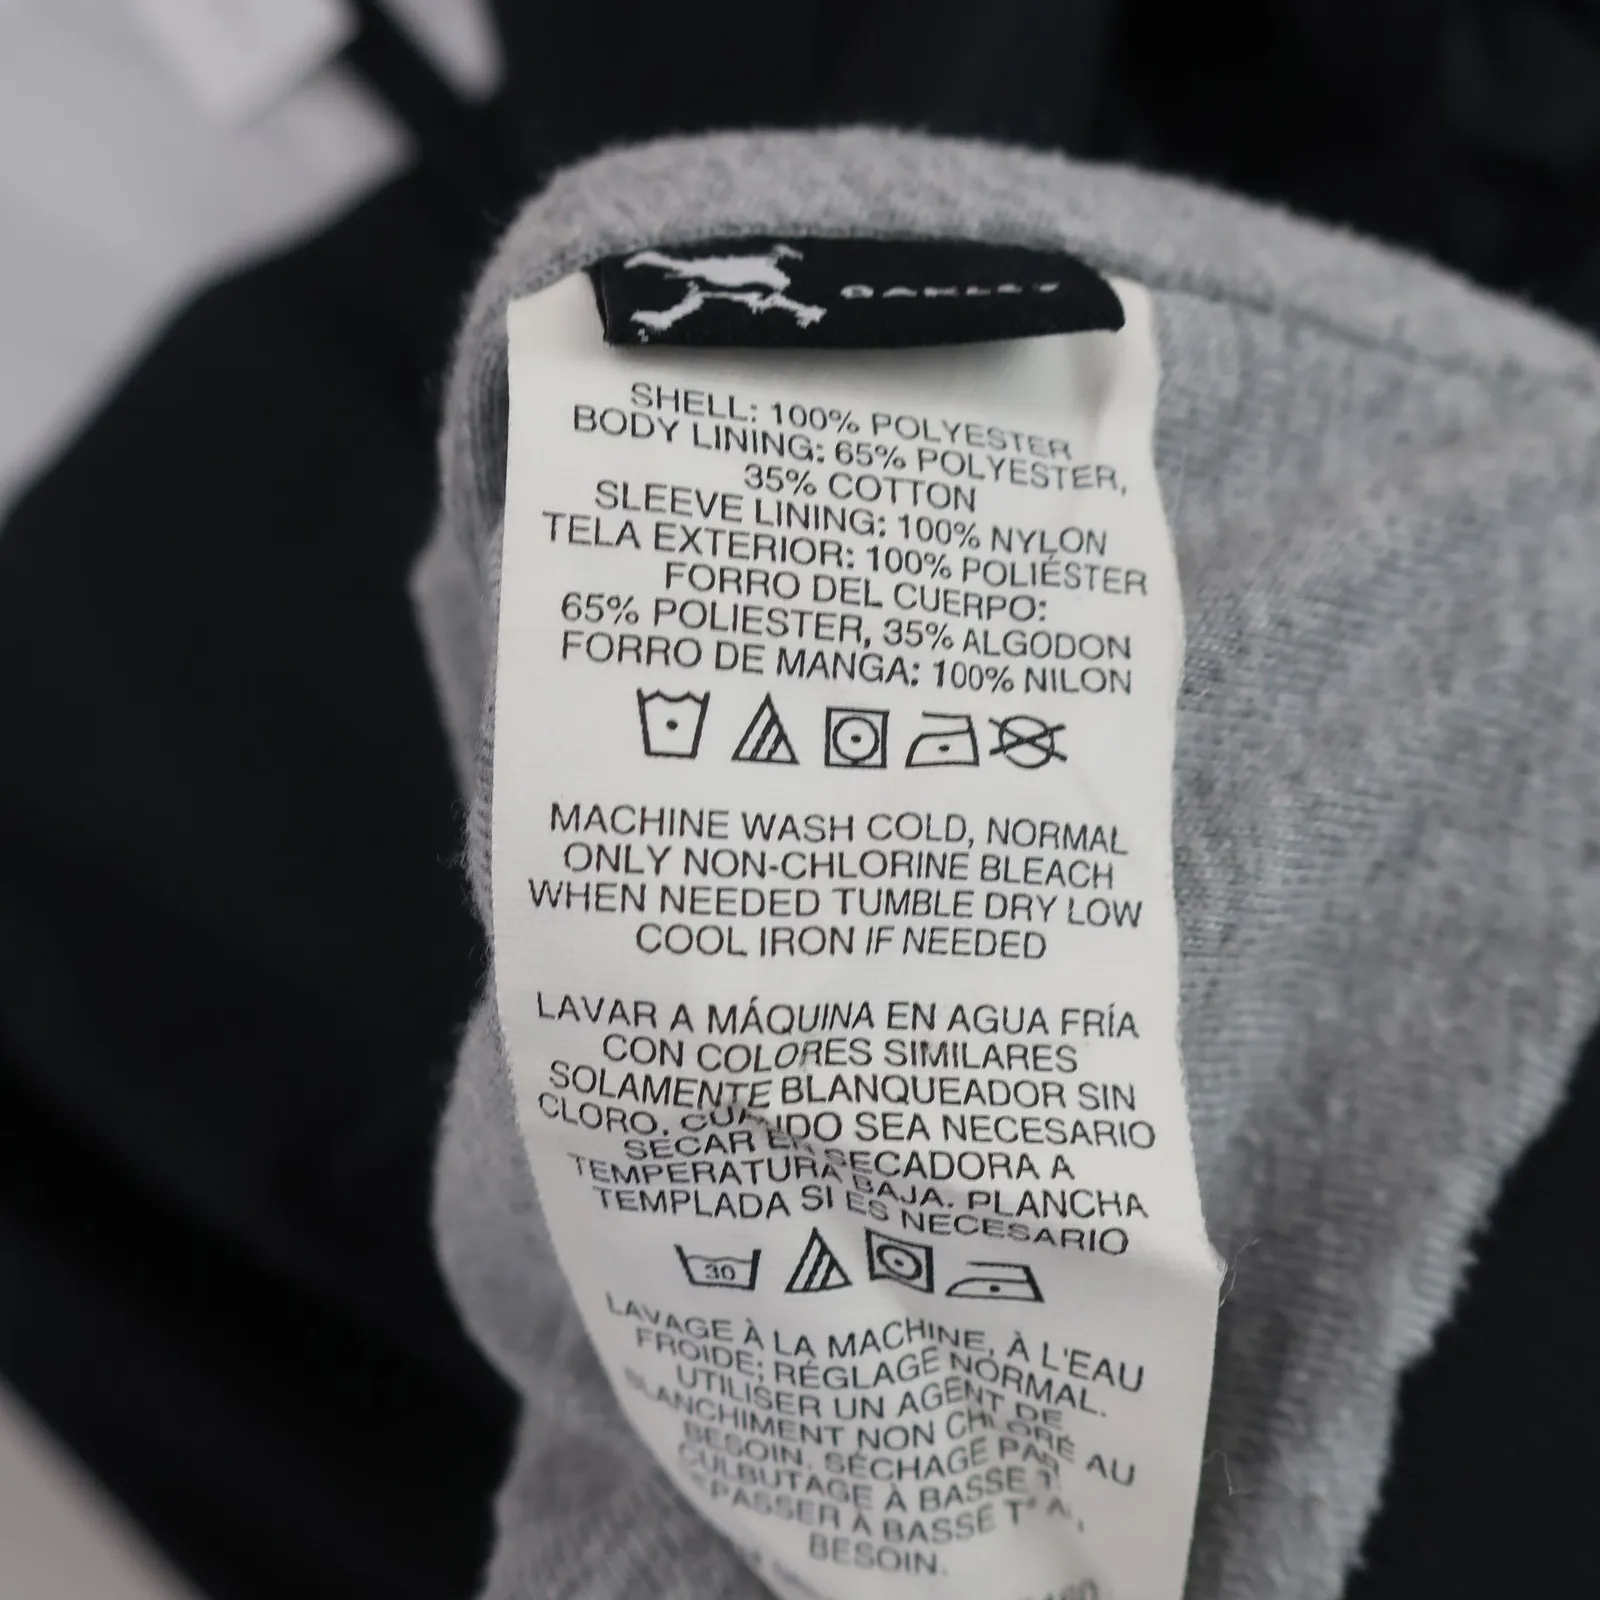 OAKLEY
SHELL: 100% POLYESTER
BODY LINING: 65% POLYESTER,
35% COTTON
SLEEVE LINING: 100% NYLON
TELA EXTERIOR: 100% POLIÉSTER
FORRO DEL CUERPO:
65% POLIESTER, 35% ALGODON
FORRO DE MANGA: 100% NILON
MACHINE WASH COLD, NORMAL
ONLY NON-CHLORINE BLEACH
WHEN NEEDED TUMBLE DRY LOW
COOL IRON IF NEEDED
LAVAR A MÁQUINA EN AGUA FRÍA
CON COLORES SIMILARES
SOLAMENTE BLANQUEADOR SIN
CLORO, CUANDO SEA NECESARIO
SECAR EN SECADORA A
TEMPERATURA BAJA. PLANCHA
TEMPLADA SI ES NECESARIO
30
LAVAGE À LA MACHINE, À L'EAU
FROIDE; RÉGLAGE NORMAL.
UTILISER UN AGENT DE
BLANCHIMENT NON CHLORÉ AU
BESOIN. SÉCHAGE PAR
CULBUTAGE À BASSE
PASSER À BASSE T°
BESOIN.